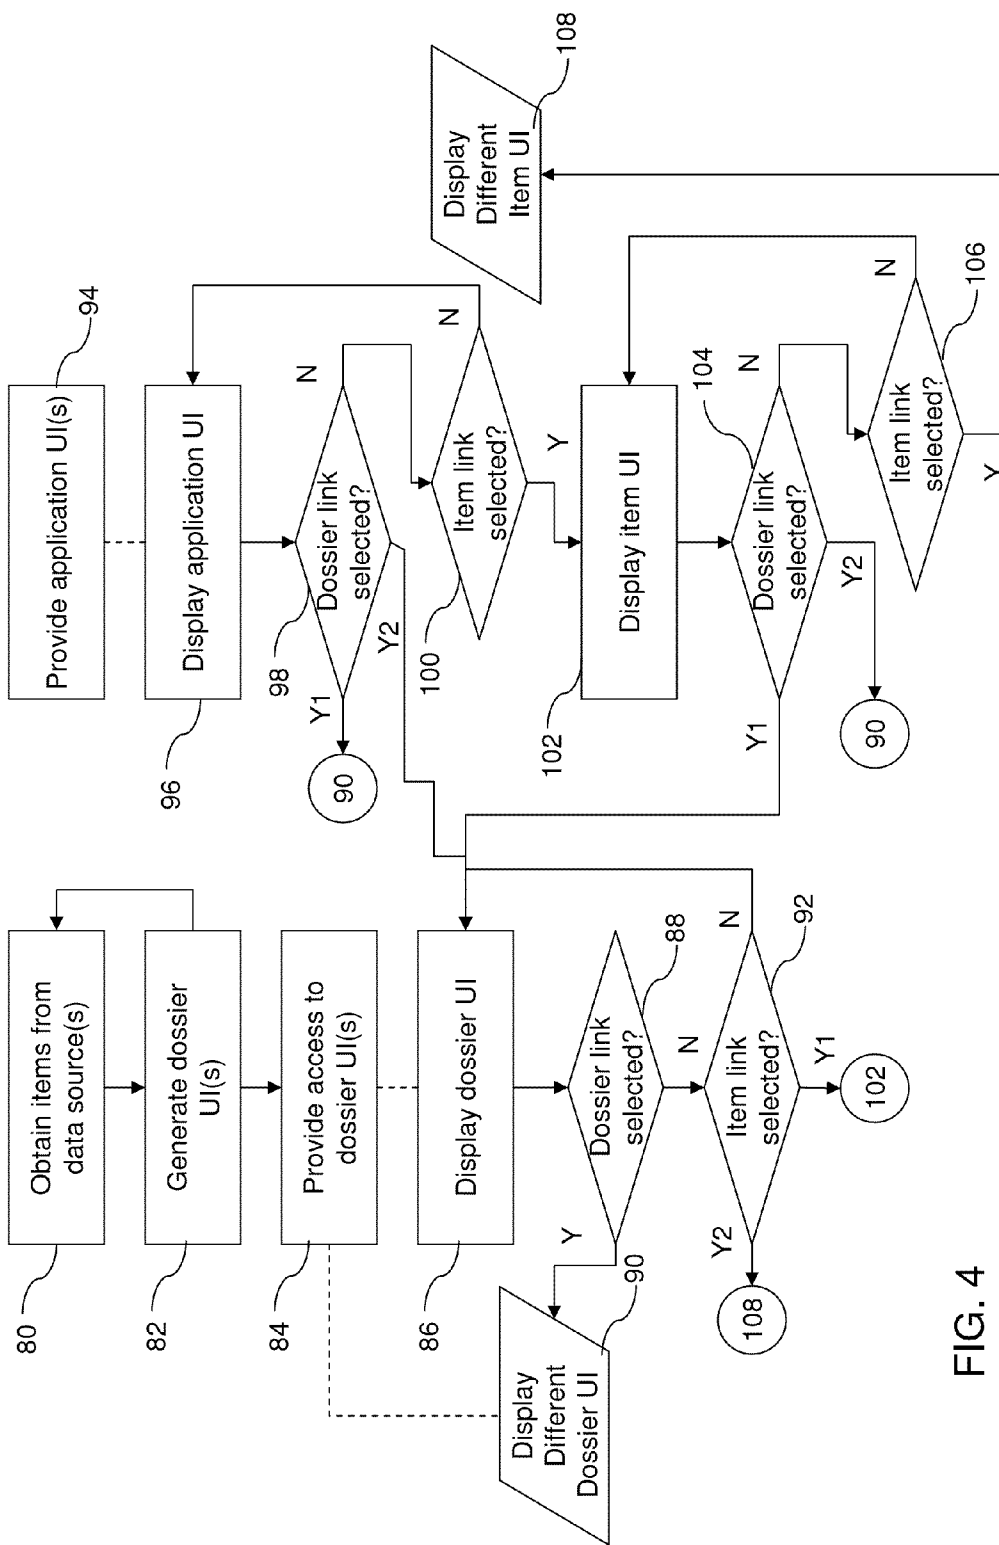 80
Obtain items from
data source(s)
82
Generate dossier
UI(s)
84
Provide access to
dossier UI(s)
86
Display dossier UI
Dossier link
selected?
88
Y
N
Display
Different
Dossier UI
90
Item link
selected?
92
N
Y2
Y1
108
102
Provide application UI(s)
94
96
Display application UI
98
Dossier link
selected?
N
Y1
Y2
90
100
Item link
selected?
N
Y
102
Display item UI
104
Dossier link
selected?
N
Y1
Y2
90
Item link
selected?
106
N
Y
Display
Different
Item UI
108
FIG. 4